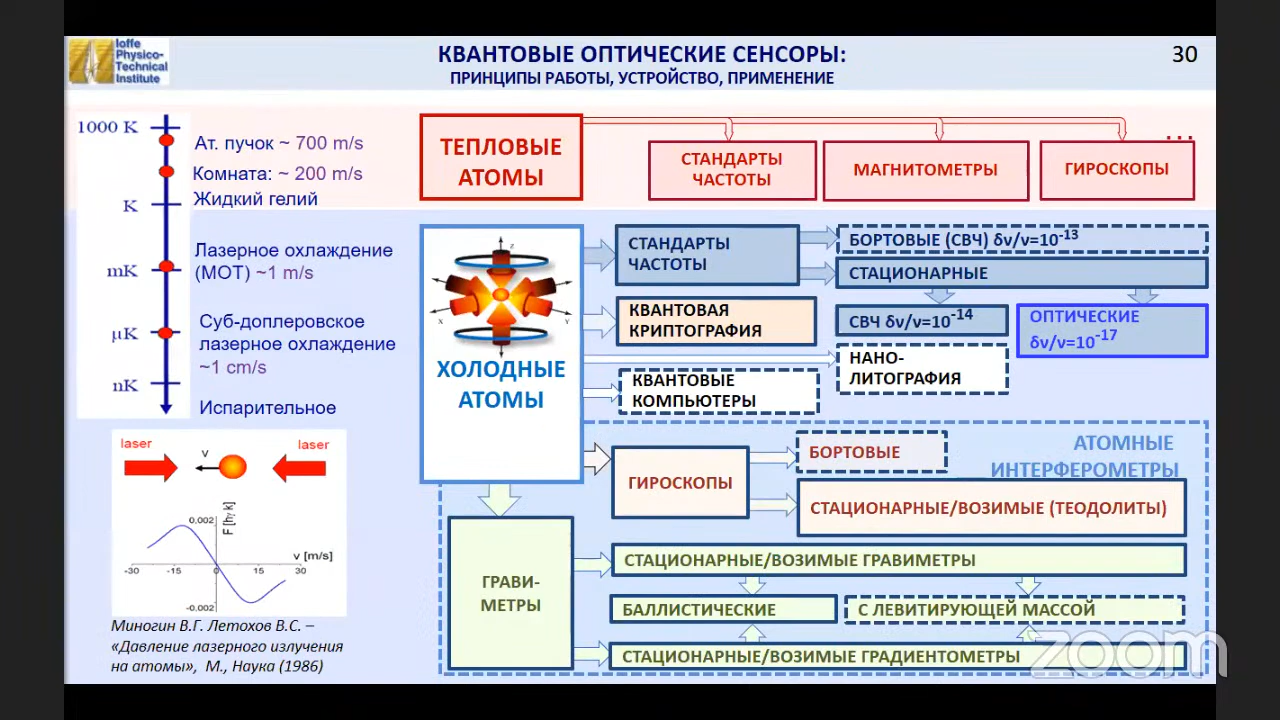 Ioffe
Physico-
Technical
Institute
КВАНТОВЫЕ ОПТИЧЕСКИЕ СЕНСОРЫ:
ПРИНЦИПЫ РАБОТЫ, УСТРОЙСТВО, ПРИМЕНЕНИЕ
30
1000 K
K
mK
μK
nK
Ат. пучок ~ 700 m/s
Комната: ~ 200 m/s
Жидкий гелий
Лазерное охлаждение
(МОТ) ~1 m/s
Суб-доплеровское
лазерное охлаждение
~1 cm/s
Испарительное
laser
laser
v
F [ħγ k]
0,002
v [m/s]
-30
-15
0
15
30
-0.002
Миногин В.Г. Летохов В.С. –
«Давление лазерного излучения
на атомы», М., Наука (1986)
ТЕПЛОВЫЕ
АТОМЫ
СТАНДАРТЫ
ЧАСТОТЫ
МАГНИТОМЕТРЫ
ГИРОСКОПЫ
...
z
x
y
ХОЛОДНЫЕ
АТОМЫ
СТАНДАРТЫ
ЧАСТОТЫ
БОРТОВЫЕ (СВЧ) δν/ν=10⁻¹³
СТАЦИОНАРНЫЕ
СВЧ δν/ν=10⁻¹⁴
ОПТИЧЕСКИЕ
δν/ν=10⁻¹⁷
КВАНТОВАЯ
КРИПТОГРАФИЯ
НАНО-
ЛИТОГРАФИЯ
КВАНТОВЫЕ
КОМПЬЮТЕРЫ
АТОМНЫЕ
ИНТЕРФЕРОМЕТРЫ
ГИРОСКОПЫ
БОРТОВЫЕ
СТАЦИОНАРНЫЕ/ВОЗИМЫЕ (ТЕОДОЛИТЫ)
ГРАВИ-
МЕТРЫ
СТАЦИОНАРНЫЕ/ВОЗИМЫЕ ГРАВИМЕТРЫ
БАЛЛИСТИЧЕСКИЕ
С ЛЕВИТИРУЮЩЕЙ МАССОЙ
СТАЦИОНАРНЫЕ/ВОЗИМЫЕ ГРАДИЕНТОМЕТРЫ
zoom